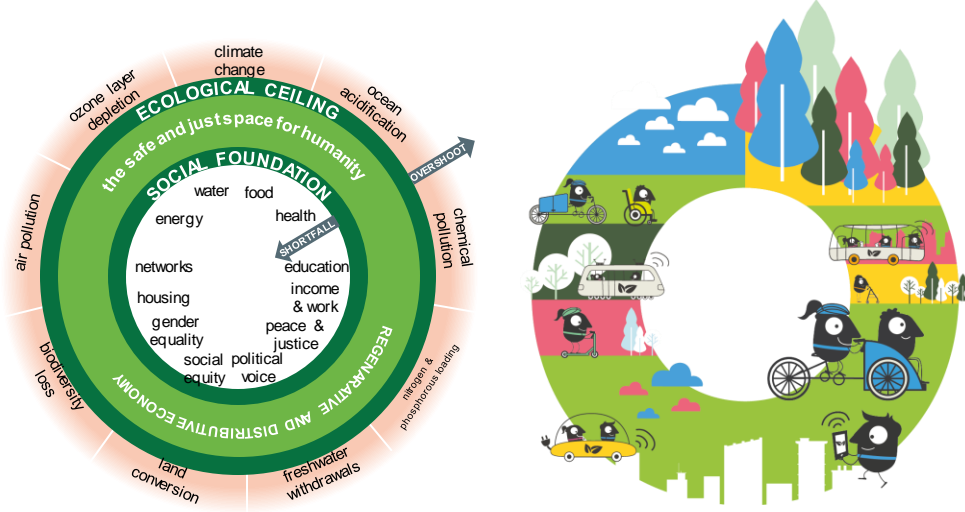 climate
change
ozone layer
depletion
ocean
acidification
ECOLOGICAL CEILING
the safe and just space for humanity
SOCIAL FOUNDATION
OVERSHOOT
water
food
energy
health
SHORTFALL
air pollution
chemical
pollution
networks
education
housing
income
& work
gender
equality
peace &
justice
social
equity
political
voice
REGENARATIVE AND DISTRIBUTIVE ECONOMY
biodiversity
loss
nitrogen &
phosphorous loading
land
conversion
freshwater
withdrawals